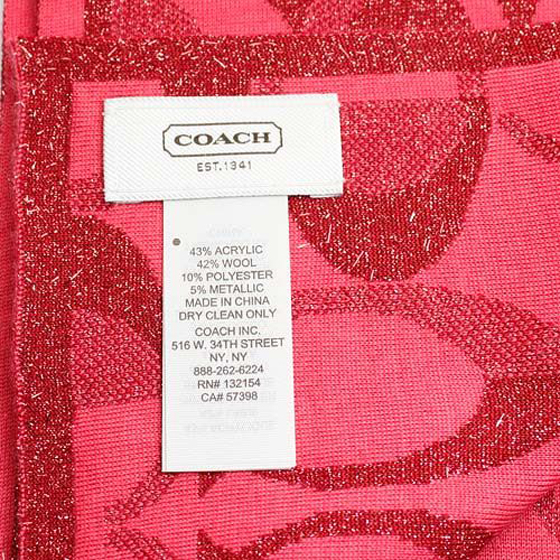 COACH
EST.1941
43% ACRYLIC
42% WOOL
10% POLYESTER
5% METALLIC
MADE IN CHINA
DRY CLEAN ONLY
COACH INC.
516 W. 34TH STREET
NY, NY
888-262-6224
RN# 132154
CA# 57398